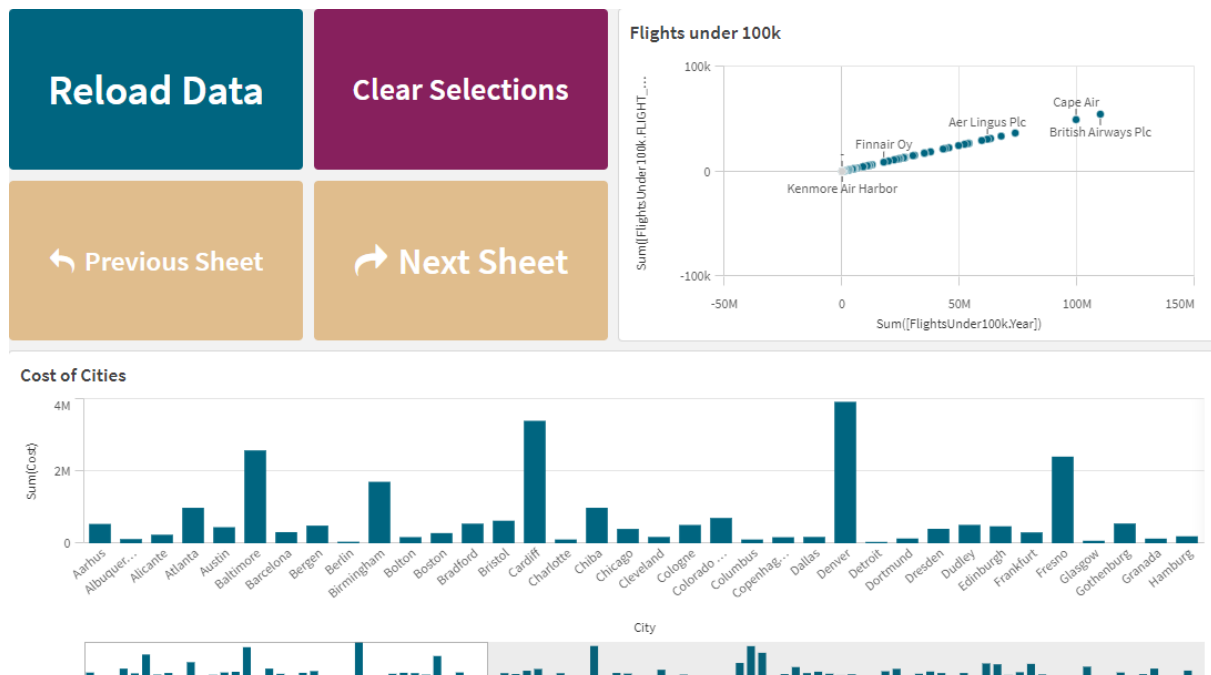 Reload Data
Clear Selections
Previous Sheet
Next Sheet
Flights under 100k
Sum([FlightsUnder100k.FLIGHT_...
100k
0
-100k
Cape Air
British Airways Plc
Aer Lingus Plc
Finnair Oy
Kenmore Air Harbor
-50M
0
50M
100M
150M
Sum([FlightsUnder100k.Year])
Cost of Cities
Sum(Cost)
4M
2M
0
Aarhus
Albuquer...
Alicante
Atlanta
Austin
Baltimore
Barcelona
Bergen
Berlin
Birmingham
Bolton
Boston
Bradford
Bristol
Cardiff
Charlotte
Chiba
Chicago
Cleveland
Cologne
Colorado ...
Columbus
Copenhag...
Dallas
Denver
Detroit
Dortmund
Dresden
Dudley
Edinburgh
Frankfurt
Fresno
Glasgow
Gothenburg
Granada
Hamburg
City